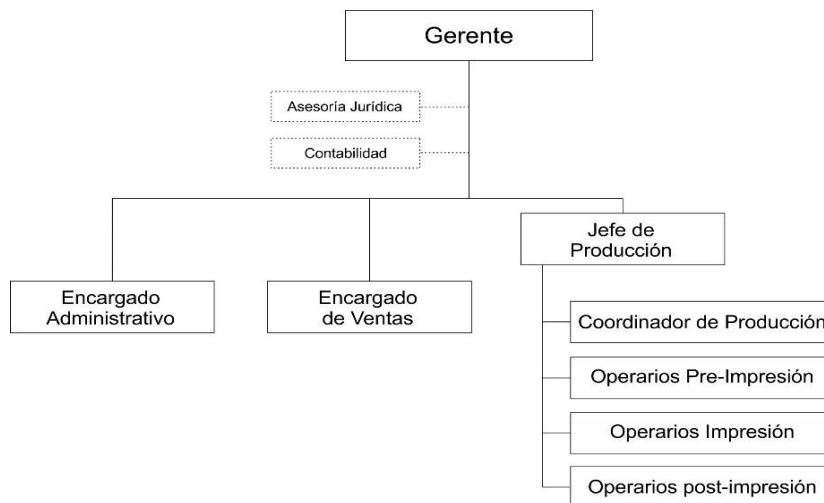 Gerente
Asesoría Jurídica
Contabilidad
Jefe de
Producción
Encargado
Administrativo
Encargado
de Ventas
Coordinador de Producción
Operarios Pre-Impresión
Operarios Impresión
Operarios post-impresión